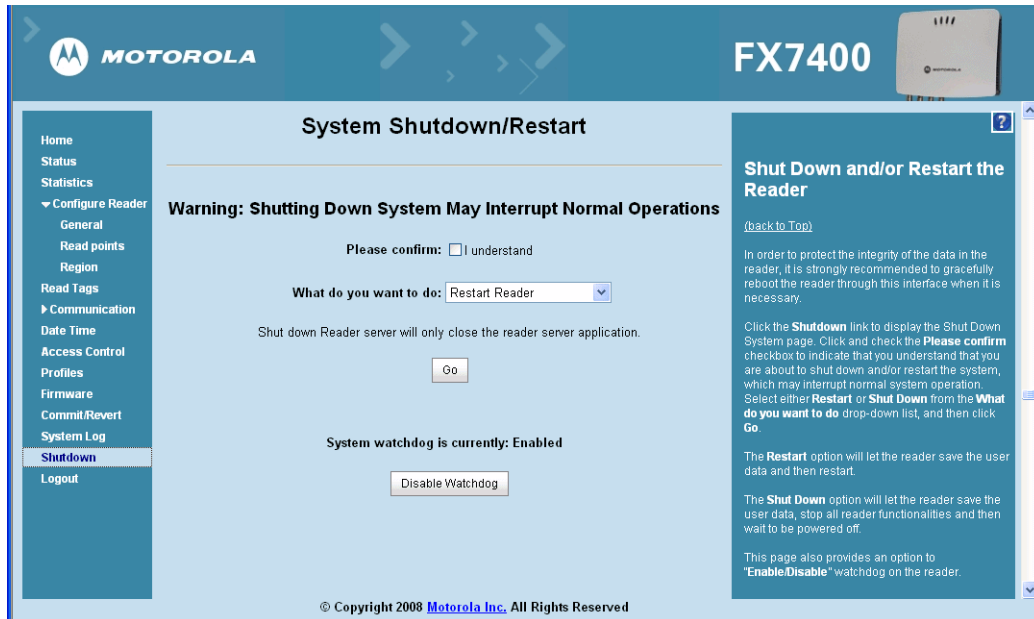 MOTOROLA
FX7400
Home
Status
Statistics
Configure Reader
General
Read points
Region
Read Tags
Communication
Date Time
Access Control
Profiles
Firmware
Commit/Revert
System Log
Shutdown
Logout
System Shutdown/Restart
Warning: Shutting Down System May Interrupt Normal Operations
Please confirm: I understand
What do you want to do: Restart Reader
Shut down Reader server will only close the reader server application.
Go
System watchdog is currently: Enabled
Disable Watchdog
?
Shut Down and/or Restart the
Reader
(back to Top)
In order to protect the integrity of the data in the
reader, it is strongly recommended to gracefully
reboot the reader through this interface when it is
necessary.
Click the Shutdown link to display the Shut Down
System page. Click and check the Please confirm
checkbox to indicate that you understand that you
are about to shut down and/or restart the system,
which may interrupt normal system operation.
Select either Restart or Shut Down from the What
do you want to do drop-down list, and then click
Go.
The Restart option will let the reader save the user
data and then restart.
The Shut Down option will let the reader save the
user data, stop all reader functionalities and then
wait to be powered off.
This page also provides an option to
"Enable/Disable" watchdog on the reader.
© Copyright 2008 Motorola Inc. All Rights Reserved